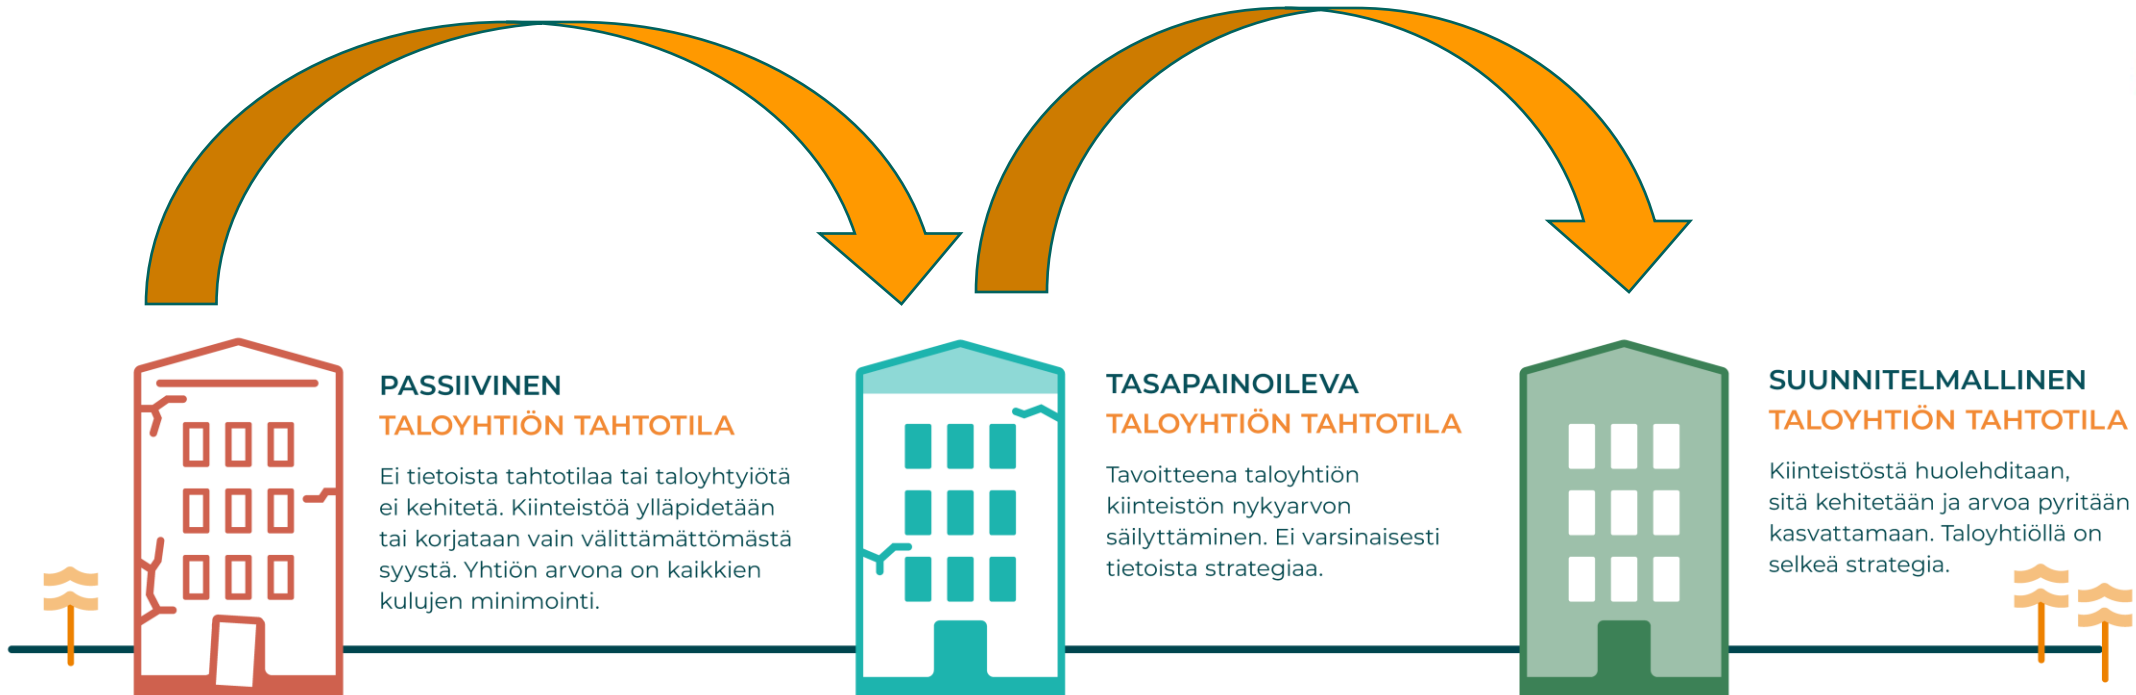 PASSIIVINEN
TALOYHTIÖN TAHTOTILA
Ei tietoista tahtotilaa tai taloyhtyiötä
ei kehitetä. Kiinteistöä ylläpidetään
tai korjataan vain välittämättömästä
syystä. Yhtiön arvona on kaikkien
kulujen minimointi.
TASAPAINOILEVA
TALOYHTIÖN TAHTOTILA
Tavoitteena taloyhtiön
kiinteistön nykyarvon
säilyttäminen. Ei varsinaisesti
tietoista strategiaa.
SUUNNITELMALLINEN
TALOYHTIÖN TAHTOTILA
Kiinteistöstä huolehditaan,
sitä kehitetään ja arvoa pyritään
kasvattamaan. Taloyhtiöllä on
selkeä strategia.